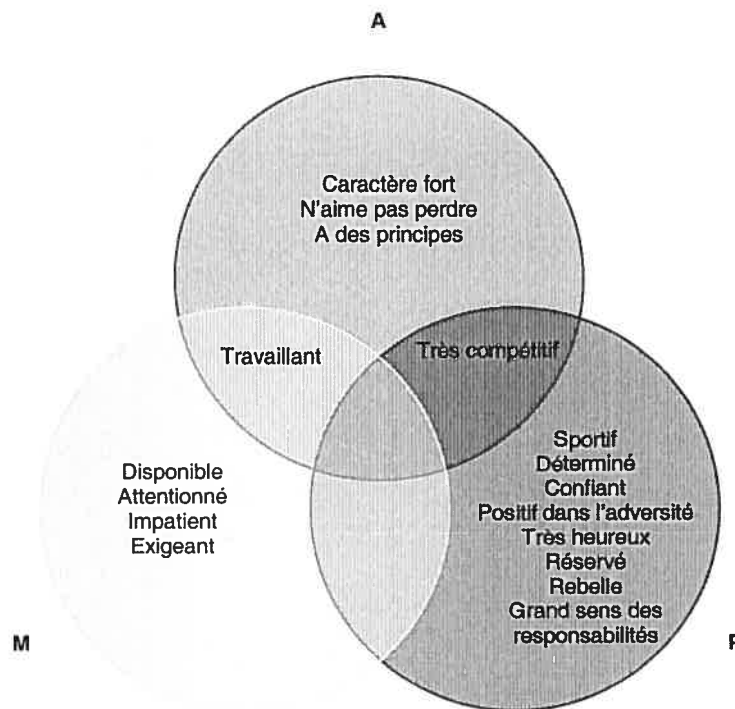 A
Caractère fort
N'aime pas perdre
A des principes
Travaillant
Très compétitif
Disponible
Attentionné
Impatient
Exigeant
Sportif
Déterminé
Confiant
Positif dans l'adversité
Très heureux
Réservé
Rebelle
Grand sens des
responsabilités
M